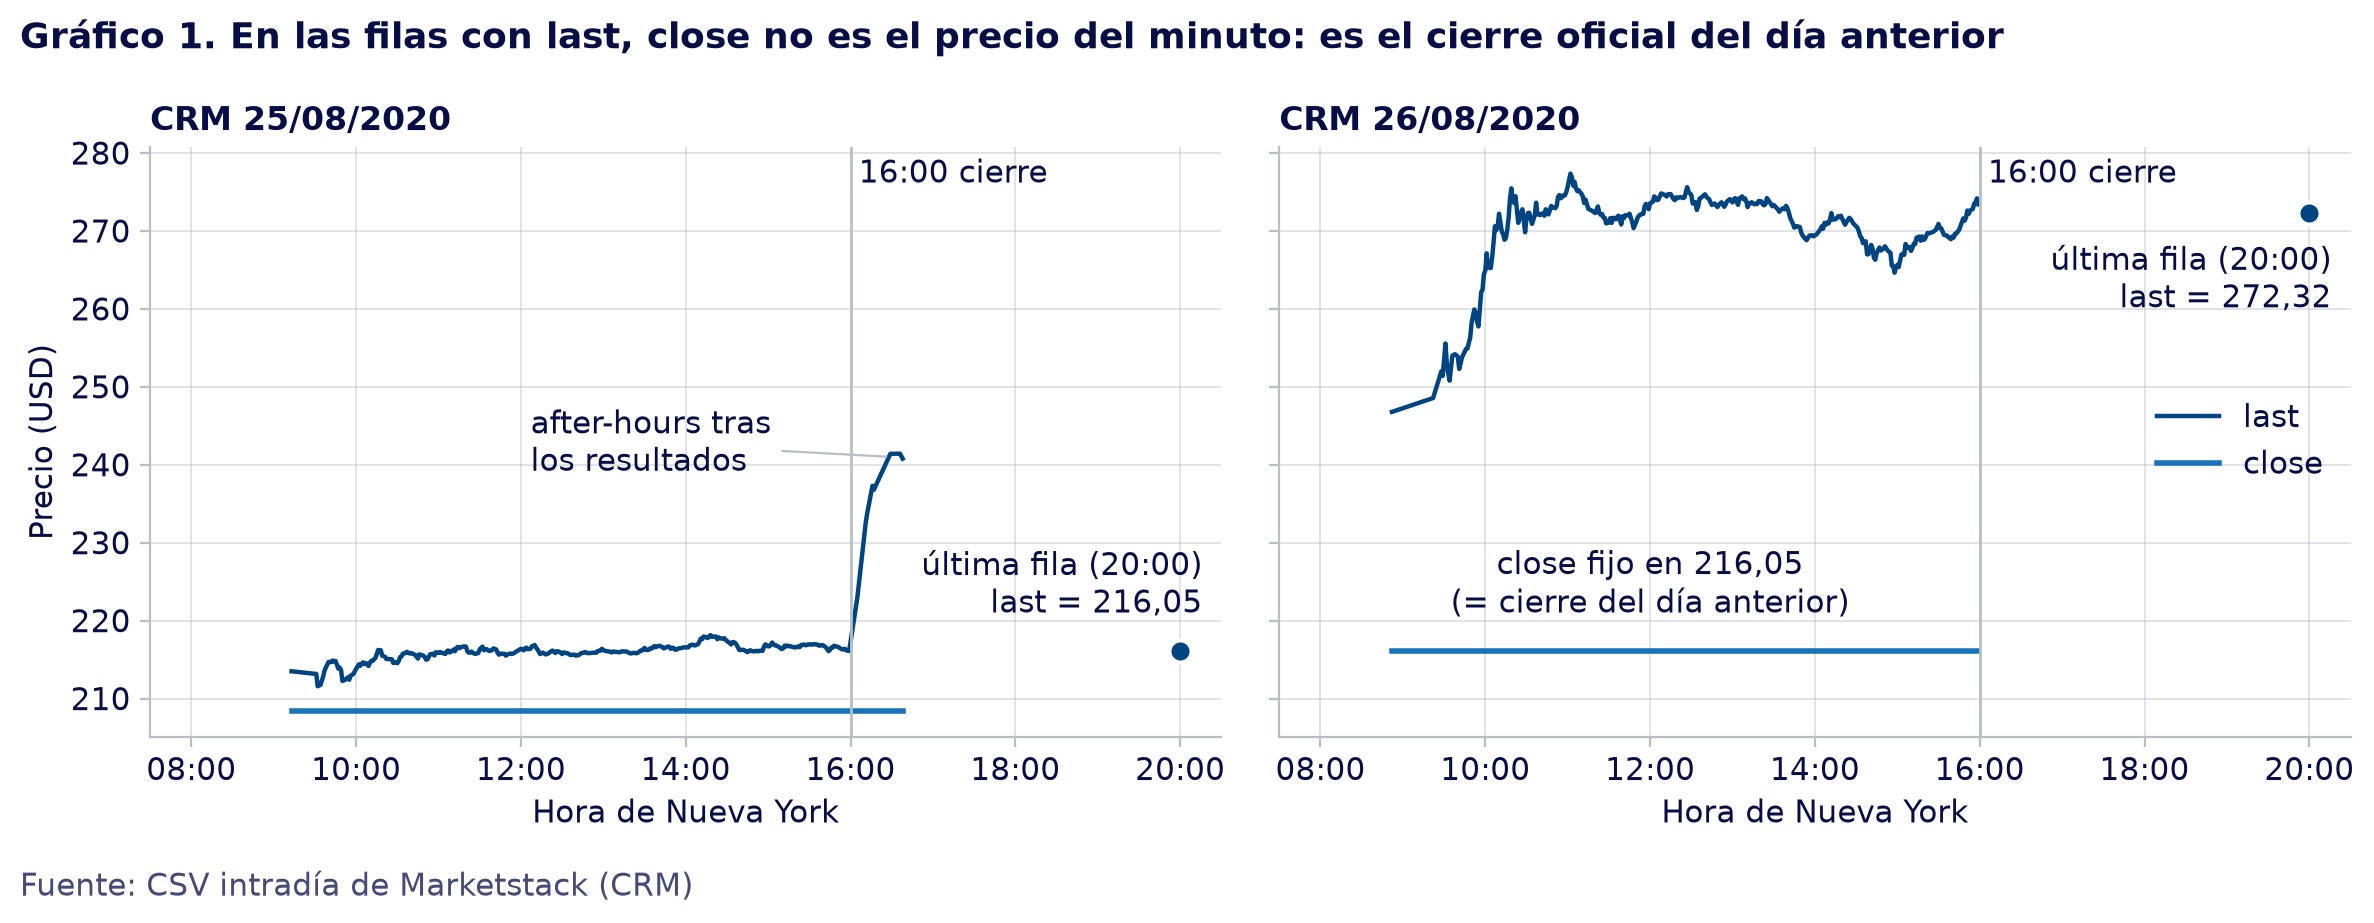 Gráfico 1. En las filas con last, close no es el precio del minuto: es el cierre oficial del día anterior
CRM 25/08/2020
Precio (USD)
280
270
260
250
240
230
220
210
16:00 cierre
after-hours tras
los resultados
última fila (20:00)
last = 216,05
08:00 10:00 12:00 14:00 16:00 18:00 20:00
Hora de Nueva York
CRM 26/08/2020
16:00 cierre
última fila (20:00)
last = 272,32
last
close
close fijo en 216,05
(= cierre del día anterior)
08:00 10:00 12:00 14:00 16:00 18:00 20:00
Hora de Nueva York
Fuente: CSV intradía de Marketstack (CRM)